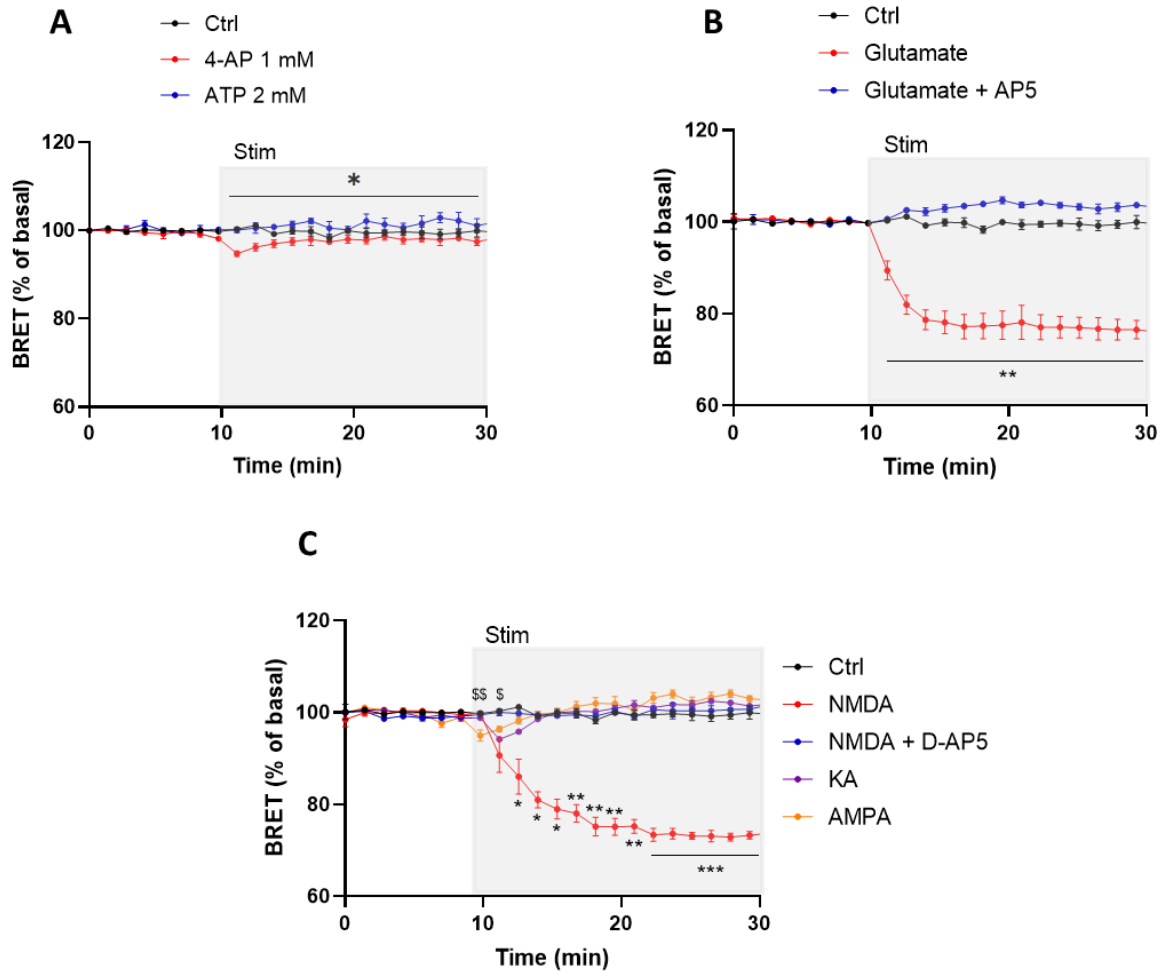 A
Ctrl
4-AP 1 mM
ATP 2 mM
120
100
80
60
BRET (% of basal)
Stim
*
0 10 20 30
Time (min)
B
Ctrl
Glutamate
Glutamate + AP5
120
100
80
60
BRET (% of basal)
Stim
**
0 10 20 30
Time (min)
C
120
100
80
60
BRET (% of basal)
Stim
$$ $
* * * ** ** ** ** ***
0 10 20 30
Time (min)
Ctrl
NMDA
NMDA + D-AP5
KA
AMPA